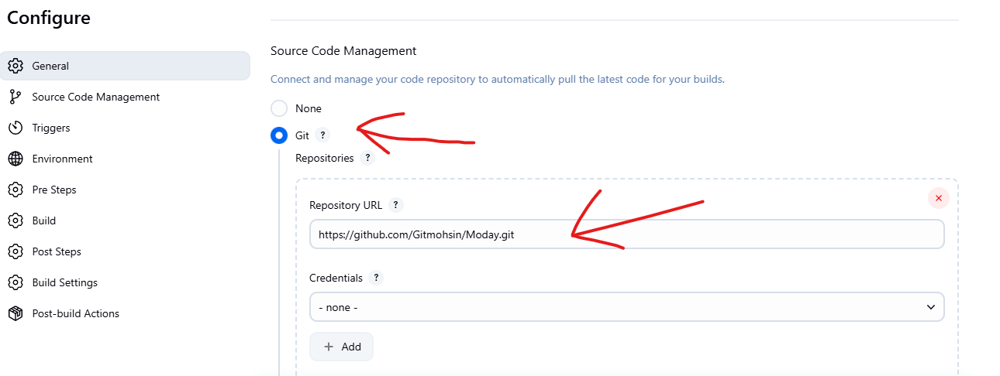 Configure
General
Source Code Management
Triggers
Environment
Pre Steps
Build
Post Steps
Build Settings
Post-build Actions
Source Code Management
Connect and manage your code repository to automatically pull the latest code for your builds.
None
Git ?
Repositories ?
Repository URL ?
https://github.com/Gitmohsin/Moday.git
Credentials ?
- none -
+ Add